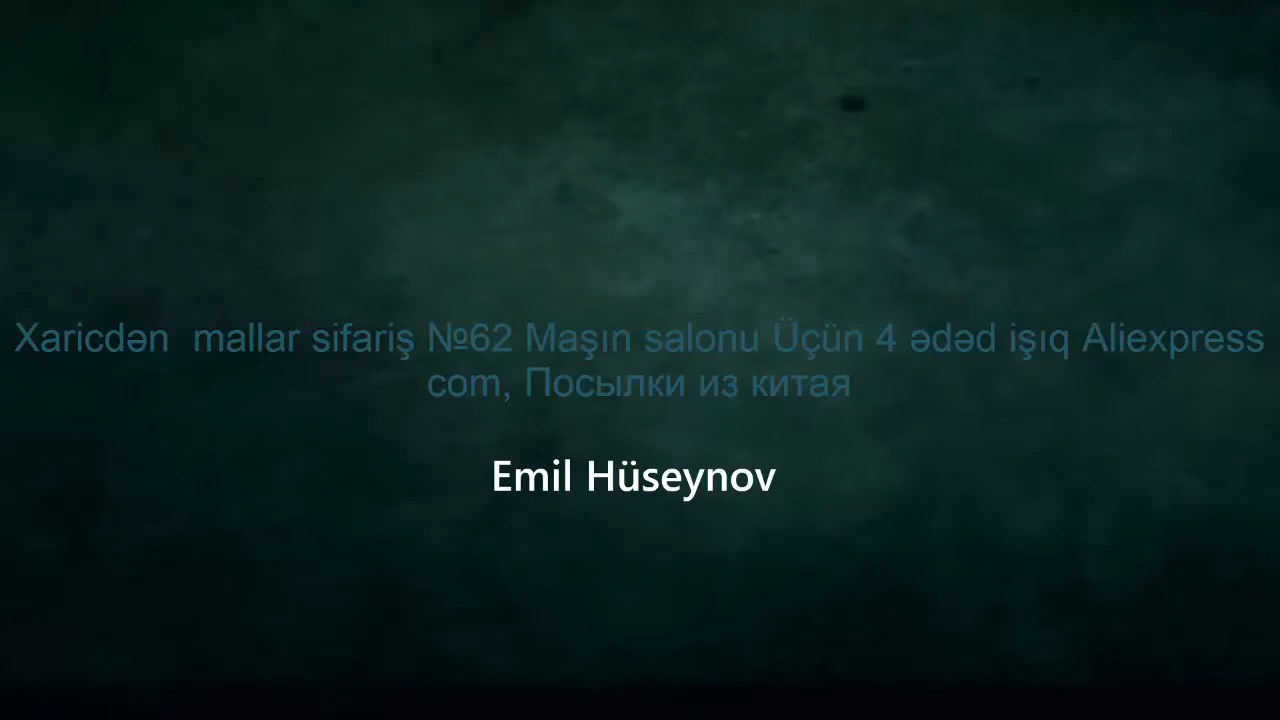 Xaricdən  mallar sifariş №62 Maşın salonu Üçün 4 ədəd işıq Aliexpress
com, Посылки из китая
Emil Hüseynov